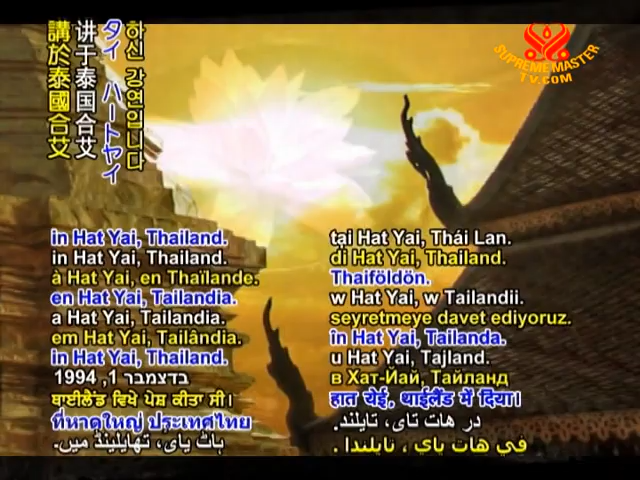 하신 강연입니다
タイ ハートヤイ
讲于泰国合艾
講於泰國合艾
SUPREME MASTER
TV.COM
in Hat Yai, Thailand.
in Hat Yai, Thailand.
à Hat Yai, en Thaïlande.
en Hat Yai, Tailandia.
a Hat Yai, Tailandia.
em Hat Yai, Tailândia.
in Hat Yai, Thailand.
בדצמבר 1, 1994
ਥਾਈਲੈਂਡ ਵਿਖੇ ਪੇਸ਼ ਕੀਤਾ ਸੀ।
ที่หาดใหญ่ ประเทศไทย
ہاٹ یائی، تھایلینڈ میں۔
tại Hat Yai, Thái Lan.
di Hat Yai, Thailand.
Thaiföldön.
w Hat Yai, w Tailandii.
seyretmeye davet ediyoruz.
în Hat Yai, Tailanda.
u Hat Yai, Tajland.
в Хат-Йай, Тайланд
हात येई, थाईलैंड में दिया।
در هات تای، تایلند.
في هات ياي ، تايلندا .